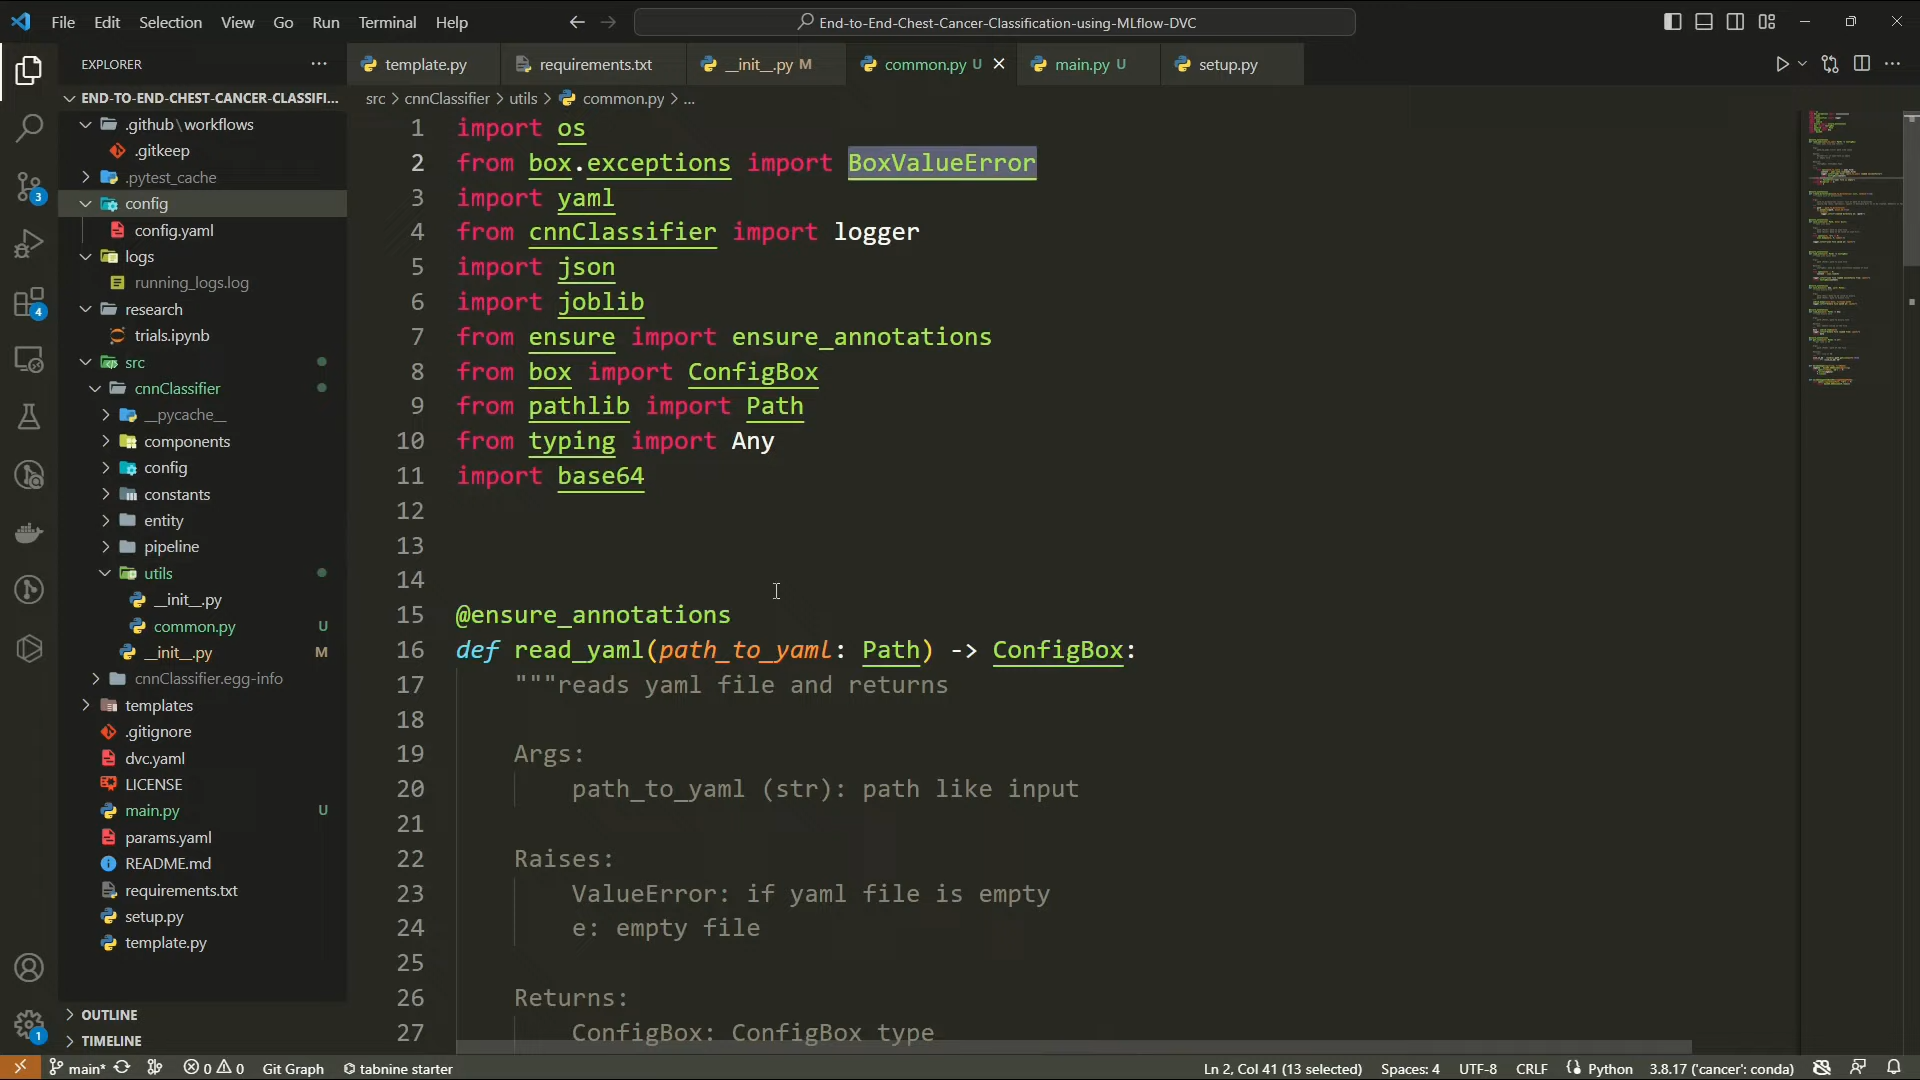 File Edit Selection View Go Run Terminal Help
End-to-End-Chest-Cancer-Classification-using-MLflow-DVC
EXPLORER
template.py
requirements.txt
__init__.py M
common.py U
main.py U
setup.py
END-TO-END-CHEST-CANCER-CLASSIFI...
src > cnnClassifier > utils > common.py > ...
.github\workflows
.gitkeep
.pytest_cache
config
config.yaml
logs
running_logs.log
research
trials.ipynb
src
cnnClassifier
__pycache__
components
config
constants
entity
pipeline
utils
__init__.py
common.py U
__init__.py M
cnnClassifier.egg-info
templates
.gitignore
dvc.yaml
LICENSE
main.py U
params.yaml
README.md
requirements.txt
setup.py
template.py
OUTLINE
TIMELINE
3
4
1
1 import os
2 from box.exceptions import BoxValueError
3 import yaml
4 from cnnClassifier import logger
5 import json
6 import joblib
7 from ensure import ensure_annotations
8 from box import ConfigBox
9 from pathlib import Path
10 from typing import Any
11 import base64
12
13
14
15 @ensure_annotations
16 def read_yaml(path_to_yaml: Path) -> ConfigBox:
17 """reads yaml file and returns
18
19 Args:
20 path_to_yaml (str): path like input
21
22 Raises:
23 ValueError: if yaml file is empty
24 e: empty file
25
26 Returns:
27 ConfigBox: ConfigBox type
main* 0 0 Git Graph tabnine starter Ln 2, Col 41 (13 selected) Spaces: 4 UTF-8 CRLF Python 3.8.17 ('cancer': conda)